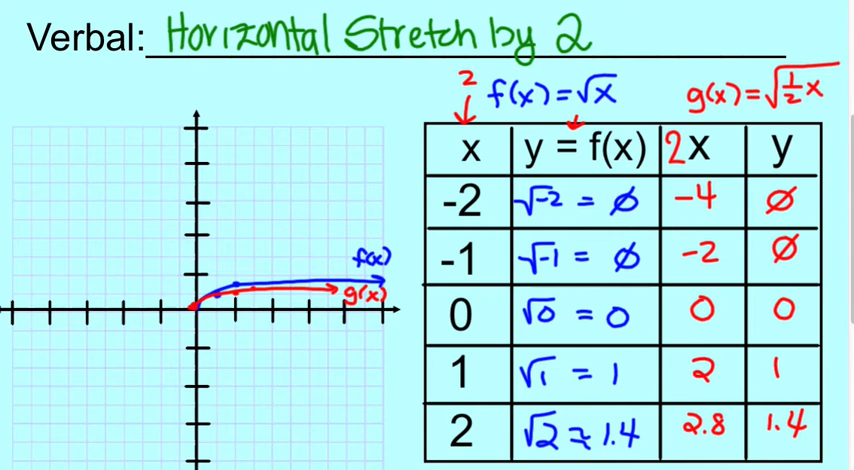 Verbal: Horizontal Stretch by 2
2 f(x) = √x g(x) = √½x
x y = f(x) 2x y
-2 √-2 = ∅ -4 ∅
-1 √-1 = ∅ -2 ∅
0 √0 = 0 0 0
1 √1 = 1 2 1
2 √2 ≈ 1.4 2.8 1.4
f(x)
g(x)